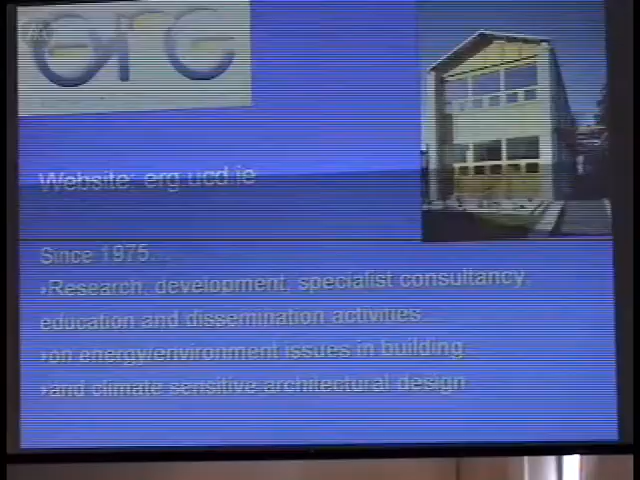 erg
Website: erg.ucd.ie
Since 1975...
›Research, development, specialist consultancy,
education and dissemination activities
›on energy/environment issues in building
›and climate sensitive architectural design